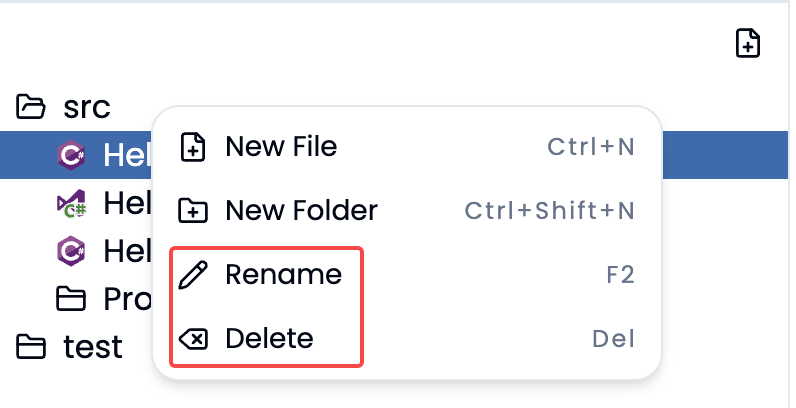 src
Hel
Hel
Hel
Pro
test
New File Ctrl+N
New Folder Ctrl+Shift+N
Rename F2
Delete Del